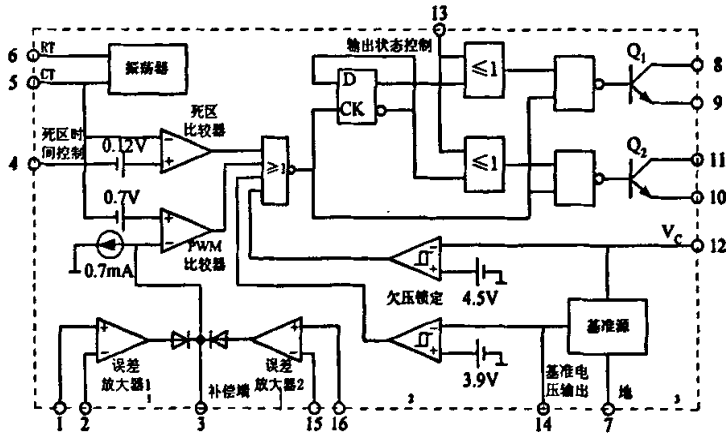 13
6 RT
振荡器
输出状态控制
5 CT
D
CK
≤1
≤1
Q1
8
9
死区时
间控制
4
0.12V
死区
比较器
≥1
Q2
11
10
0.7V
0.7mA
PWM
比较器
VC 12
欠压锁定
4.5V
基准源
误差
放大器1
补偿端
误差
放大器2
3.9V
基准电
压输出
地
2
3
1 2 3 15 16 14 7